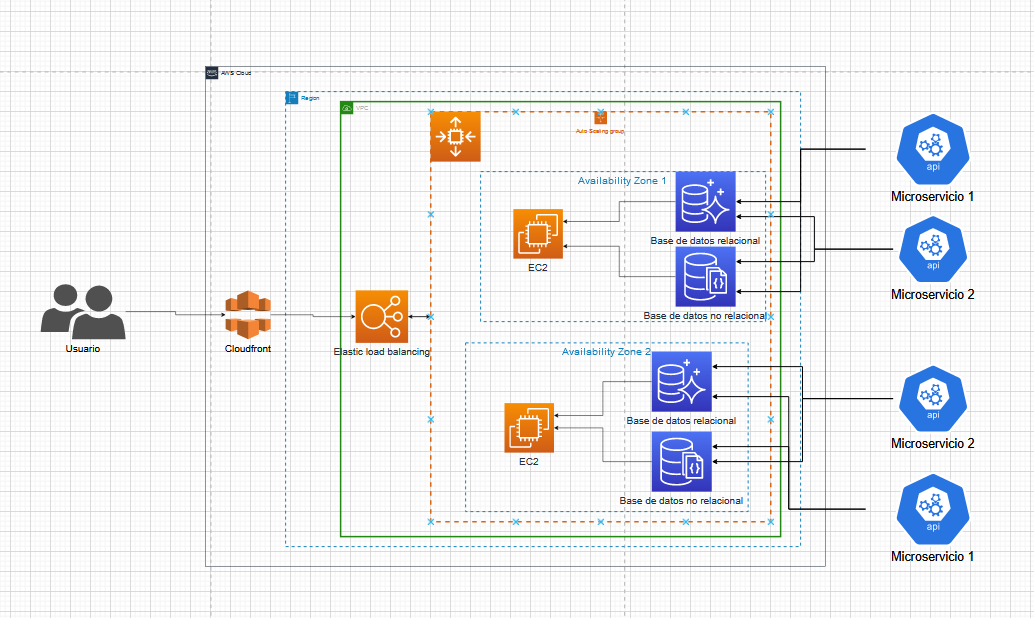 AWS Cloud
Region
VPC
Auto Scaling group
Availability Zone 1
Base de datos relacional
EC2
Base de datos no relacional
Usuario
Cloudfront
Elastic load balancing
Availability Zone 2
Base de datos relacional
EC2
Base de datos no relacional
api
Microservicio 1
api
Microservicio 2
api
Microservicio 2
api
Microservicio 1